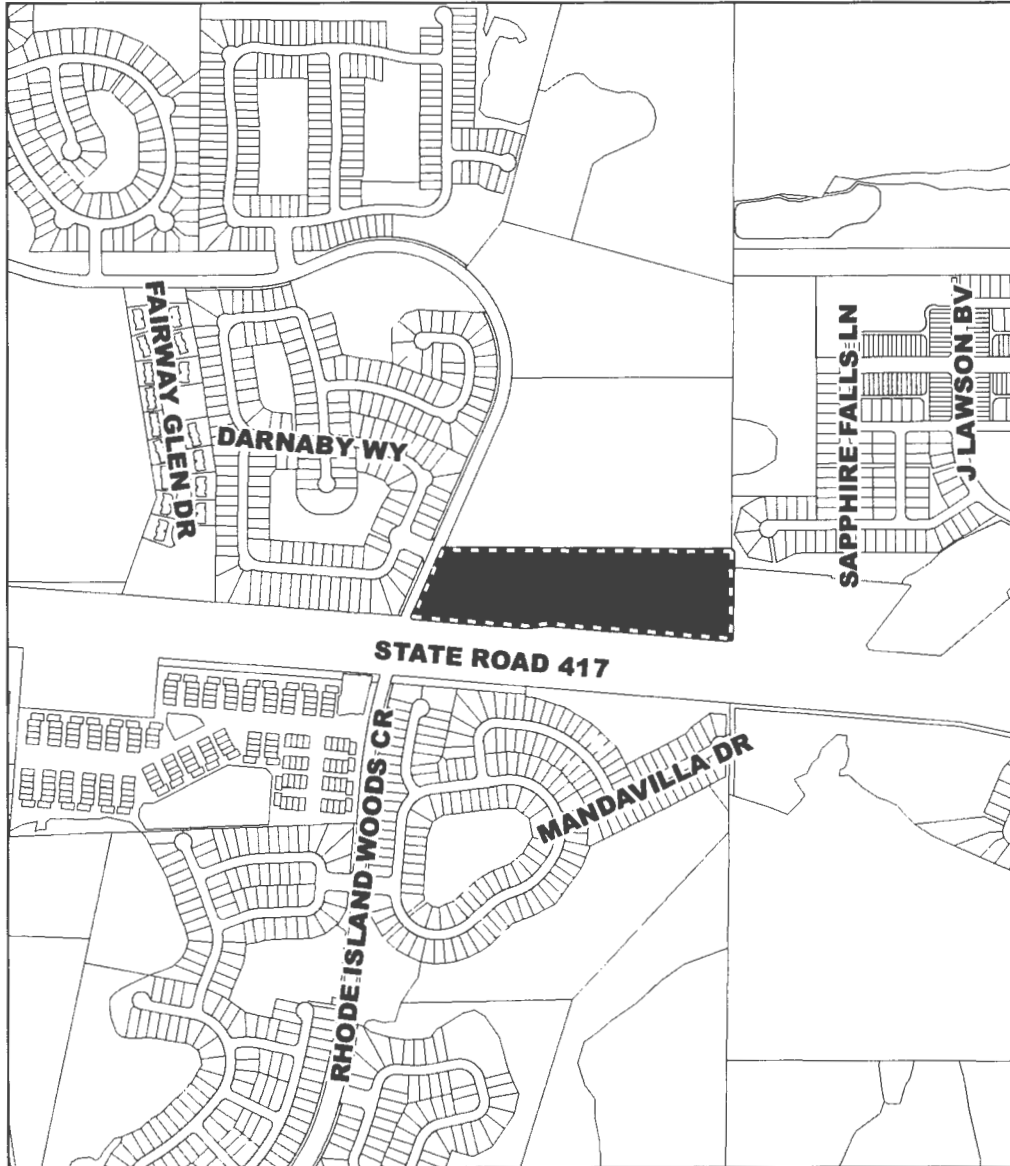 FAIRWAY GLEN DR
DARNABY WY
SAPPHIRE FALLS LN
J LAWSON BV
STATE ROAD 417
RHODE ISLAND WOODS CR
MANDAVILLA DR